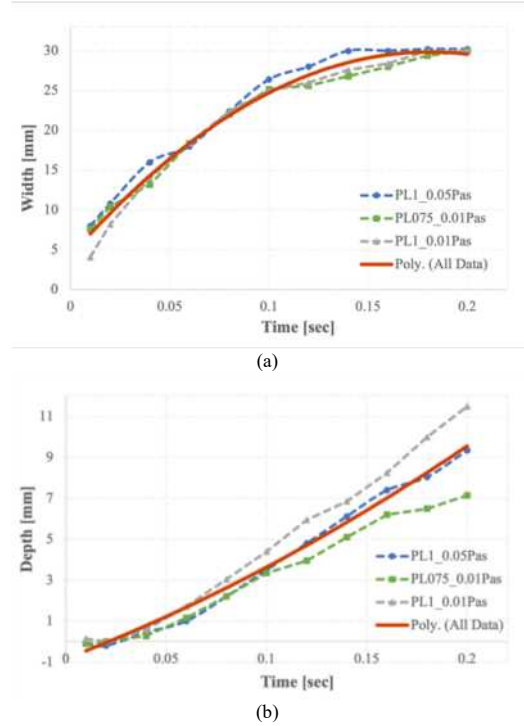 30
25
20
15
10
5
0
Width [mm]
PL1_0.05Pas
PL075_0.01Pas
PL1_0.01Pas
Poly. (All Data)
0 0.05 0.1 0.15 0.2
Time [sec]
(a)
11
9
7
5
3
1
-1
Depth [mm]
PL1_0.05Pas
PL075_0.01Pas
PL1_0.01Pas
Poly. (All Data)
0 0.05 0.1 0.15 0.2
Time [sec]
(b)